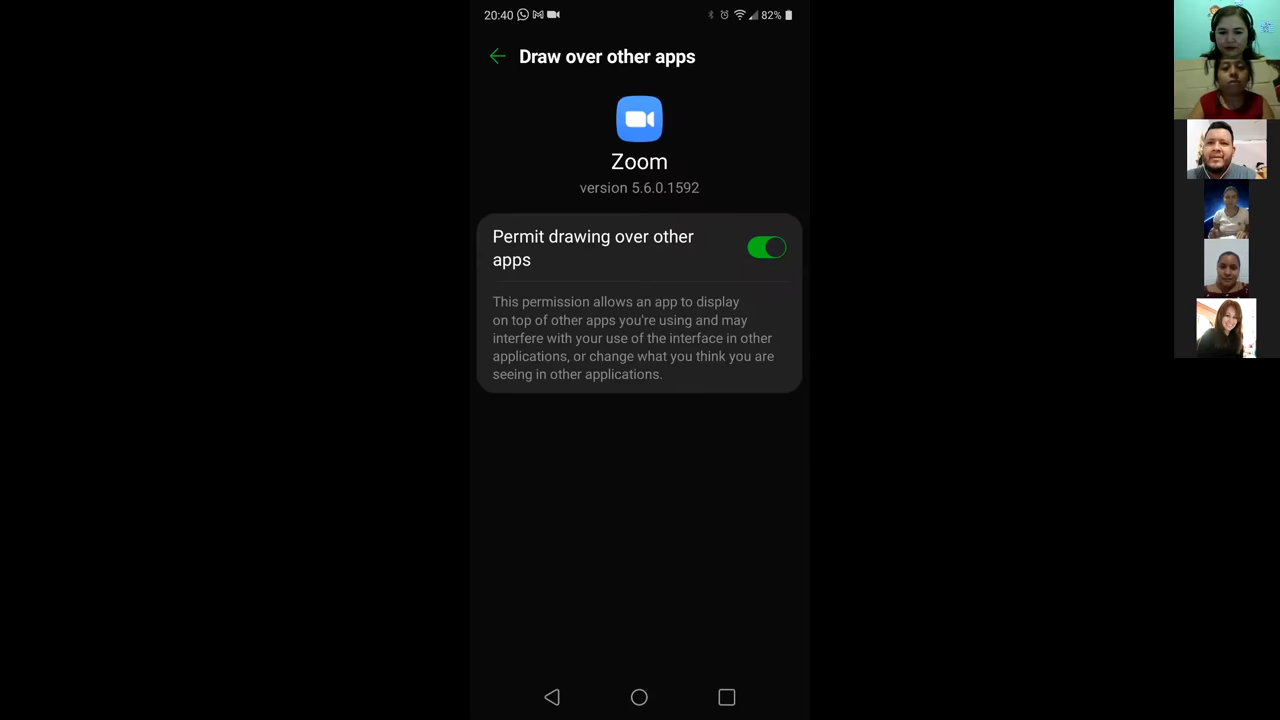 20:40
82%
Draw over other apps
Zoom
version 5.6.0.1592
Permit drawing over other
apps
This permission allows an app to display
on top of other apps you're using and may
interfere with your use of the interface in other
applications, or change what you think you are
seeing in other applications.